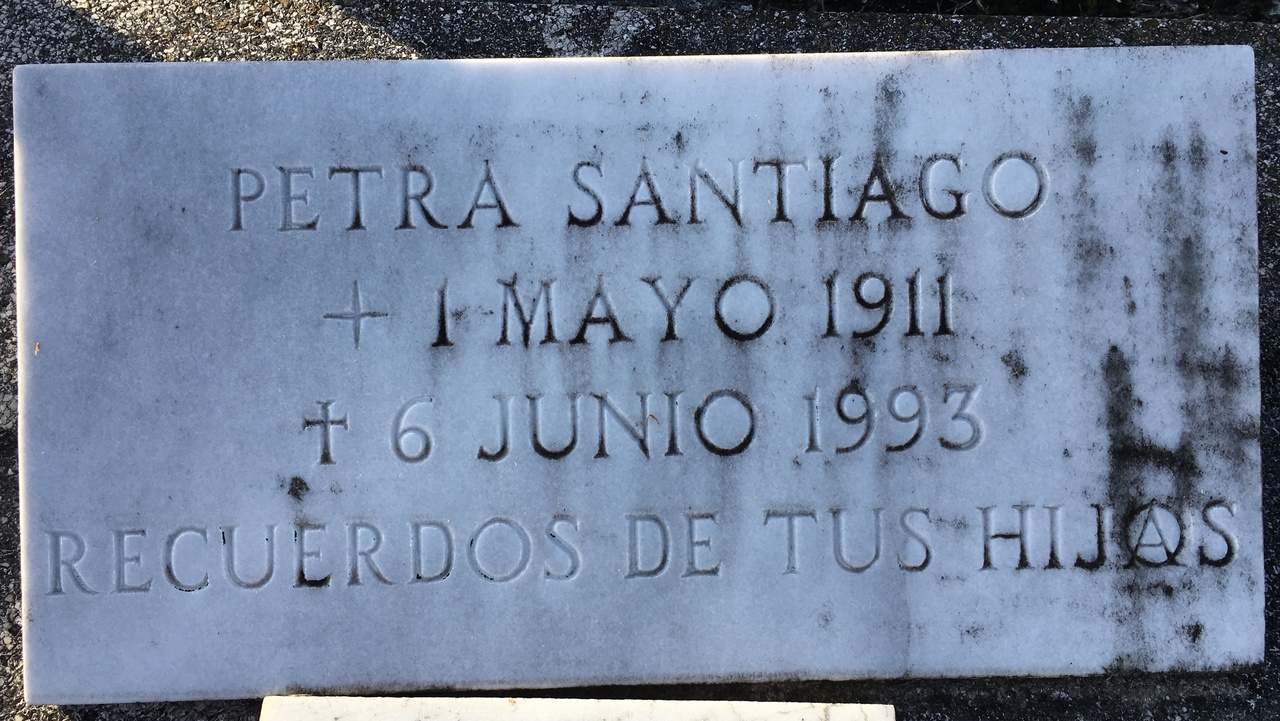 PETRA SANTIAGO
+ 1 MAYO 1911
† 6 JUNIO 1993
RECUERDOS DE TUS HIJOS